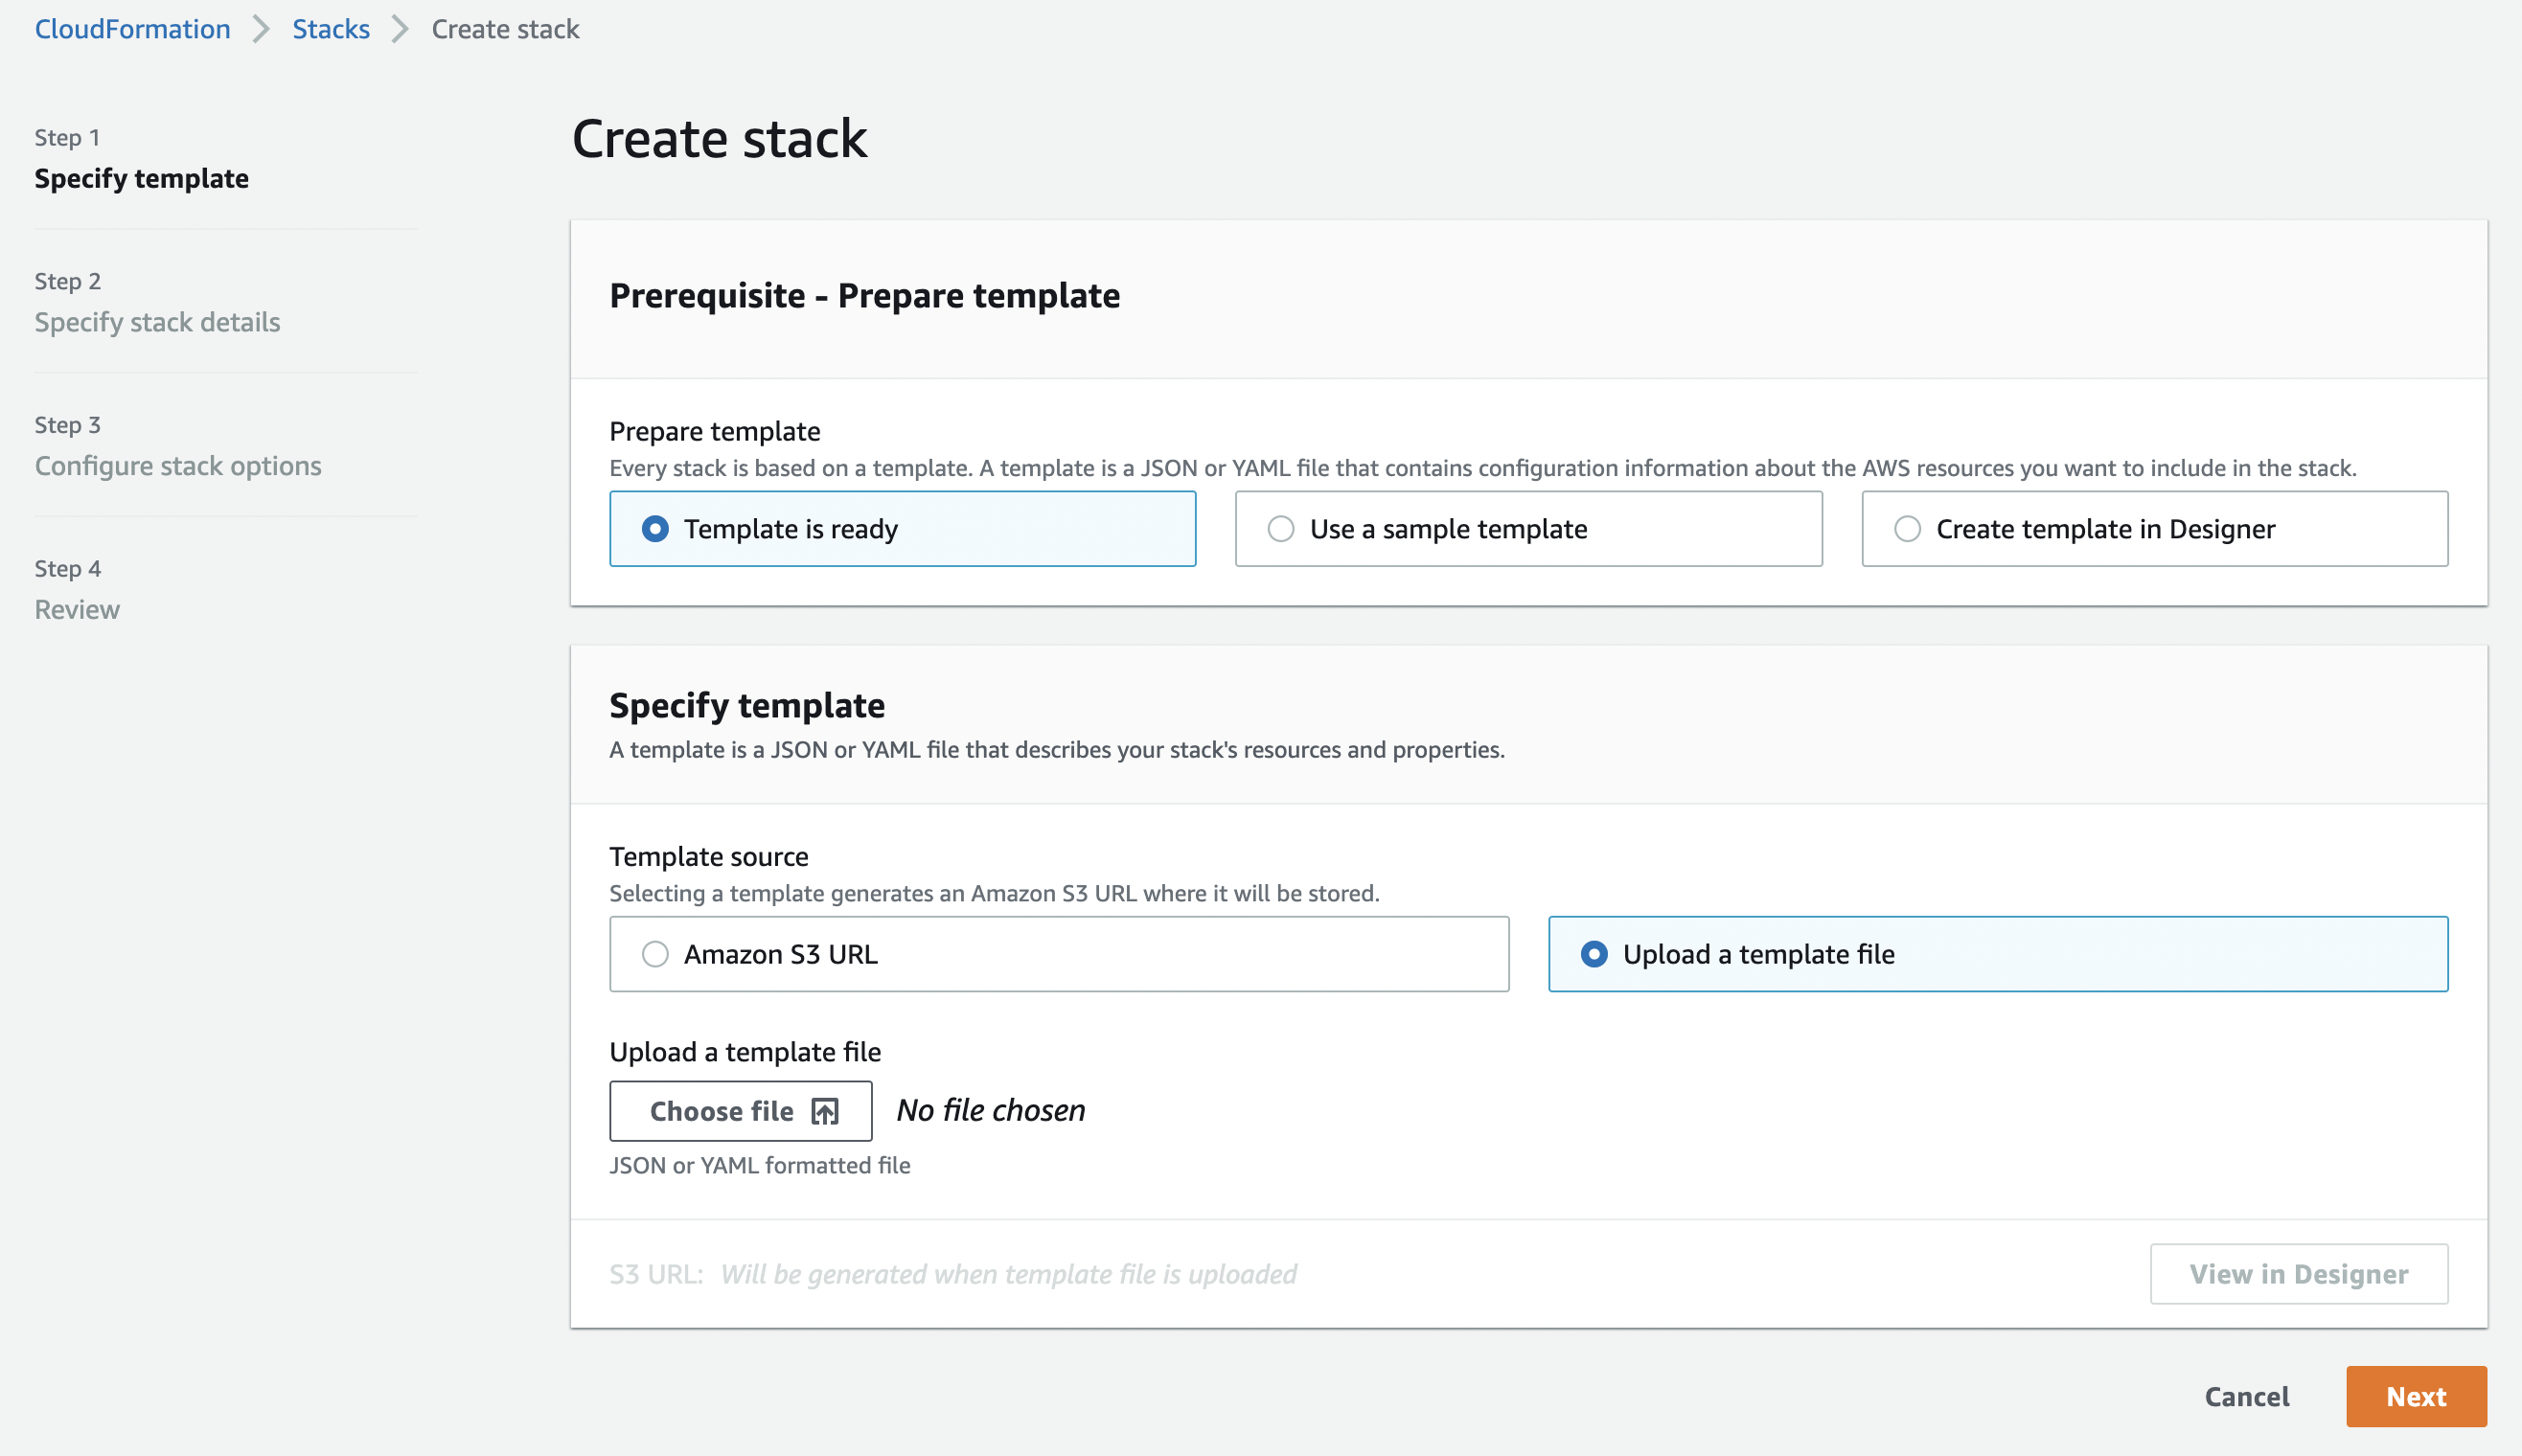 CloudFormation > Stacks > Create stack
Step 1
Specify template
Step 2
Specify stack details
Step 3
Configure stack options
Step 4
Review
Create stack
Prerequisite - Prepare template
Prepare template
Every stack is based on a template. A template is a JSON or YAML file that contains configuration information about the AWS resources you want to include in the stack.
Template is ready
Use a sample template
Create template in Designer
Specify template
A template is a JSON or YAML file that describes your stack's resources and properties.
Template source
Selecting a template generates an Amazon S3 URL where it will be stored.
Amazon S3 URL
Upload a template file
Upload a template file
Choose file No file chosen
JSON or YAML formatted file
S3 URL: Will be generated when template file is uploaded
View in Designer
Cancel
Next